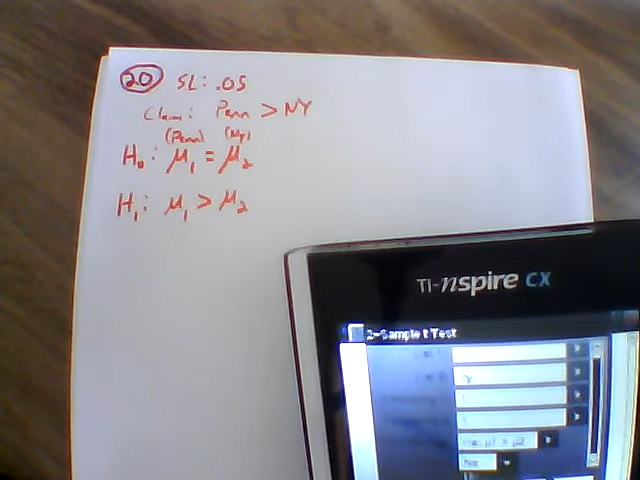 20 SL: .05
Claim: Penn > NY
(Penn) (NY)
H₀: μ₁ = μ₂
H₁: μ₁ > μ₂
TI-nspire CX
2-Sample t Test